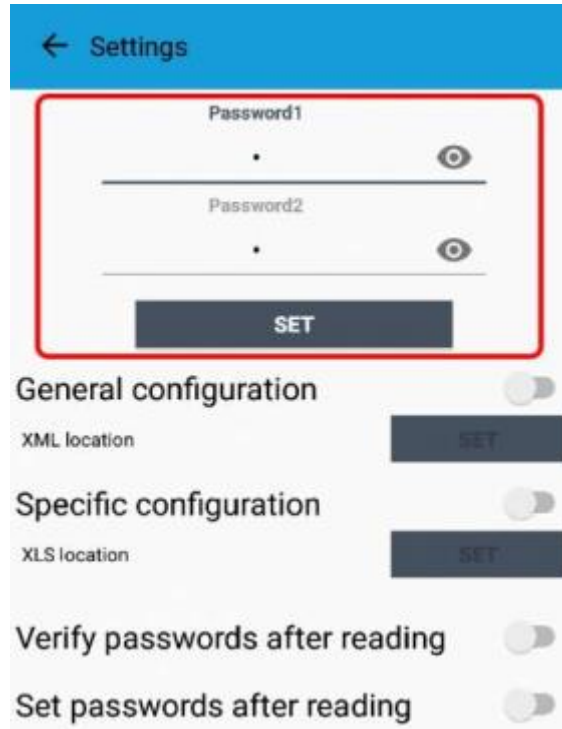 Settings
Password1
•
Password2
•
SET
General configuration
XML location
SET
Specific configuration
XLS location
SET
Verify passwords after reading
Set passwords after reading